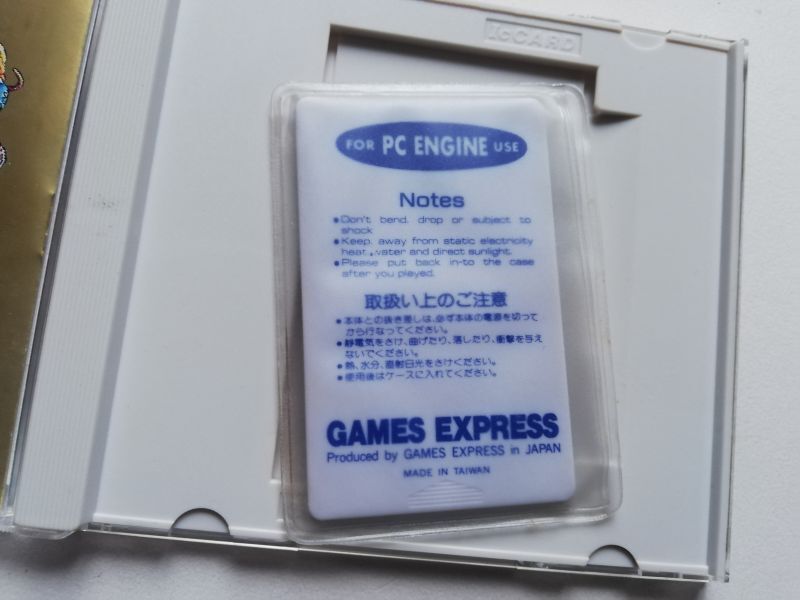 IcCARD
FOR PC ENGINE USE
Notes
●Don't bend, drop or subject to
shock
●Keep, away from static electricity
heat, water and direct sunlight.
●Please put back in-to the case
after you played.
取扱い上のご注意
●本体との抜き差しは、必ず本体の電源を切って
から行なってください。
●静電気をさけ、曲げたり、落したり、衝撃を与え
ないでください。
●熱、水分、直射日光をさけてください。
●使用後はケースに入れてください。
GAMES EXPRESS
Produced by GAMES EXPRESS in JAPAN
MADE IN TAIWAN